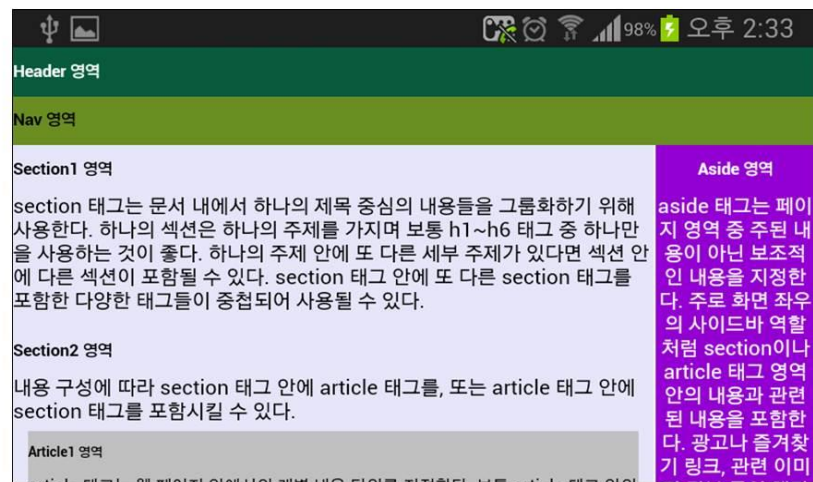 98% 오후 2:33
Header 영역
Nav 영역
Section1 영역
section 태그는 문서 내에서 하나의 제목 중심의 내용들을 그룹화하기 위해
사용한다. 하나의 섹션은 하나의 주제를 가지며 보통 h1~h6 태그 중 하나만
을 사용하는 것이 좋다. 하나의 주제 안에 또 다른 세부 주제가 있다면 섹션 안
에 다른 섹션이 포함될 수 있다. section 태그 안에 또 다른 section 태그를
포함한 다양한 태그들이 중첩되어 사용될 수 있다.
Section2 영역
내용 구성에 따라 section 태그 안에 article 태그를, 또는 article 태그 안에
section 태그를 포함시킬 수 있다.
Article1 영역
Aside 영역
aside 태그는 페이
지 영역 중 주된 내
용이 아닌 보조적
인 내용을 지정한
다. 주로 화면 좌우
의 사이드바 역할
처럼 section이나
article 태그 영역
안의 내용과 관련
된 내용을 포함한
다. 광고나 즐겨찾
기 링크, 관련 이미